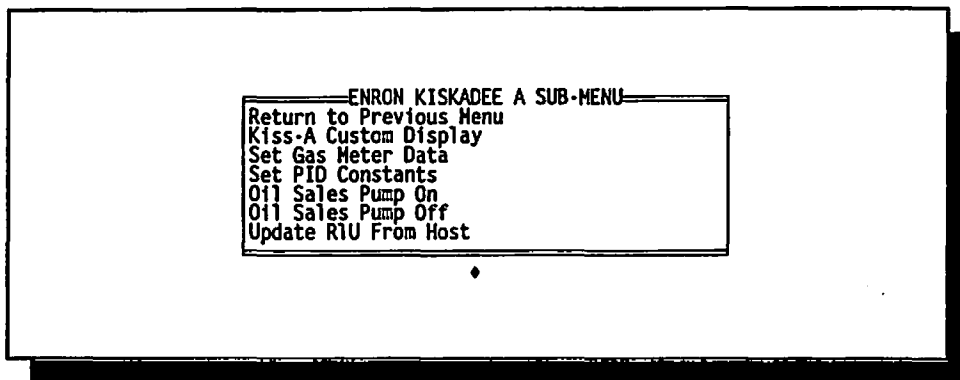 ENRON KISKADEE A SUB-MENU
Return to Previous Menu
Kiss-A Custom Display
Set Gas Meter Data
Set PID Constants
Oil Sales Pump On
Oil Sales Pump Off
Update R1U From Host